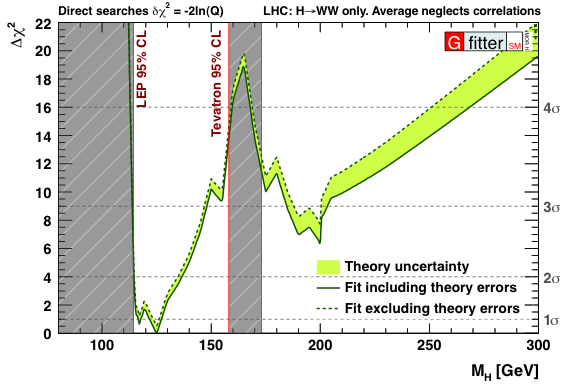 Direct searches δχ² = -2ln(Q) LHC: H→WW only. Average neglects correlations
Δχ²
22
20
18
16
14
12
10
8
6
4
2
0
LEP 95% CL
Tevatron 95% CL
G fitter SM
4σ
3σ
2σ
1σ
Theory uncertainty
Fit including theory errors
Fit excluding theory errors
100 150 200 250 300
M_H [GeV]